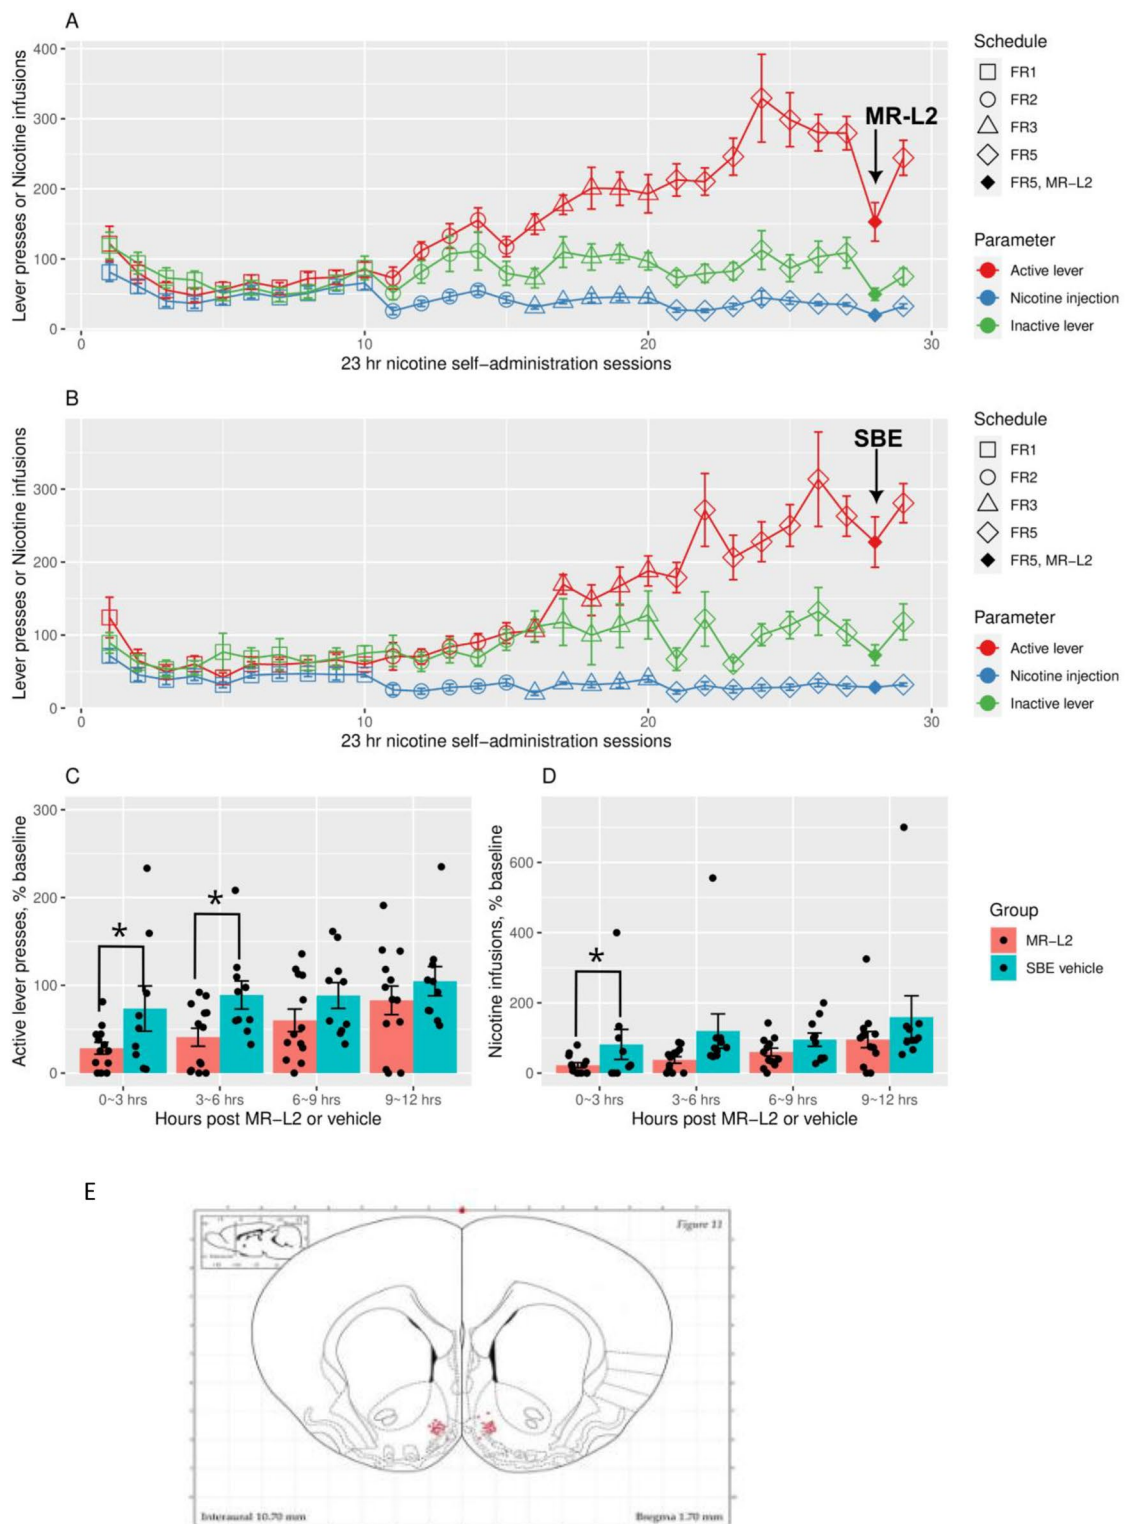 A
Lever presses or Nicotine infusions
400
300
200
100
0
0
10
20
30
23 hr nicotine self−administration sessions
MR-L2
Schedule
FR1
FR2
FR3
FR5
FR5, MR−L2
Parameter
Active lever
Nicotine injection
Inactive lever
B
Lever presses or Nicotine infusions
300
200
100
0
0
10
20
30
23 hr nicotine self−administration sessions
SBE
Schedule
FR1
FR2
FR3
FR5
FR5, MR−L2
Parameter
Active lever
Nicotine injection
Inactive lever
C
Active lever presses, % baseline
300
200
100
0
*
*
0~3 hrs
3~6 hrs
6~9 hrs
9~12 hrs
Hours post MR−L2 or vehicle
D
Nicotine infusions, % baseline
600
400
200
0
*
0~3 hrs
3~6 hrs
6~9 hrs
9~12 hrs
Hours post MR−L2 or vehicle
Group
MR−L2
SBE vehicle
E
Figure 11
Interaural 10.70 mm
Bregma 1.70 mm